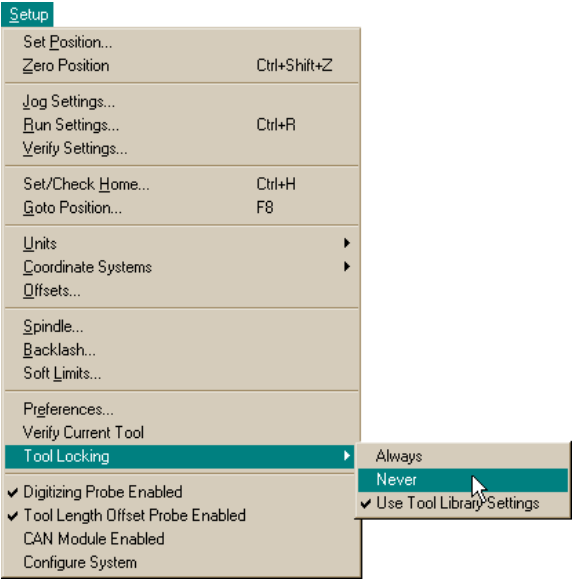 Setup
Set Position...
Zero Position Ctrl+Shift+Z
Jog Settings...
Run Settings... Ctrl+R
Verify Settings...
Set/Check Home... Ctrl+H
Goto Position... F8
Units
Coordinate Systems
Offsets...
Spindle...
Backlash...
Soft Limits...
Preferences...
Verify Current Tool
Tool Locking
Always
Never
Use Tool Library Settings
Digitizing Probe Enabled
Tool Length Offset Probe Enabled
CAN Module Enabled
Configure System